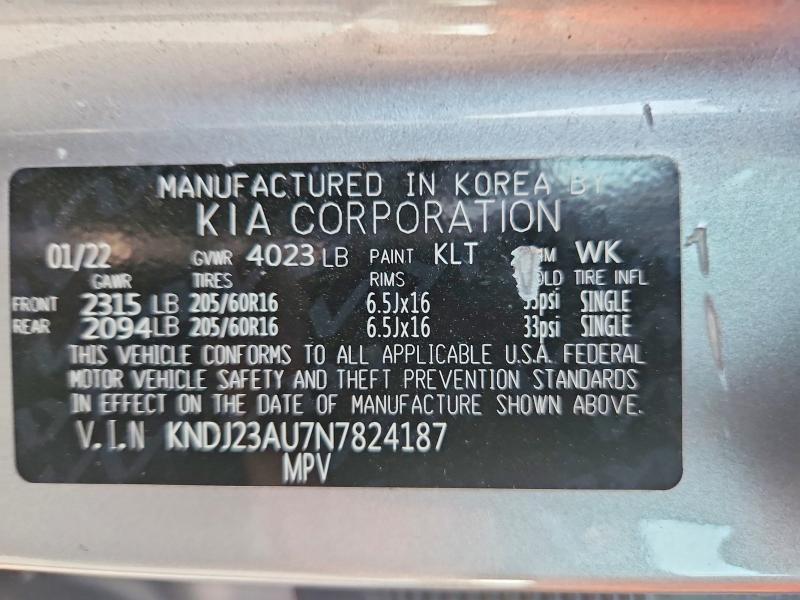 MANUFACTURED IN KOREA BY
KIA CORPORATION
01/22 GVWR 4023 LB PAINT KLT WK
GAWR TIRES RIMS TIRE INFL
FRONT 2315 LB 205/60R16 6.5Jx16 SINGLE
REAR 2094 LB 205/60R16 6.5Jx16 33psi SINGLE
THIS VEHICLE CONFORMS TO ALL APPLICABLE U.S.A. FEDERAL
MOTOR VEHICLE SAFETY AND THEFT PREVENTION STANDARDS
IN EFFECT ON THE DATE OF MANUFACTURE SHOWN ABOVE.
V.I.N KNDJ23AU7N7824187
MPV